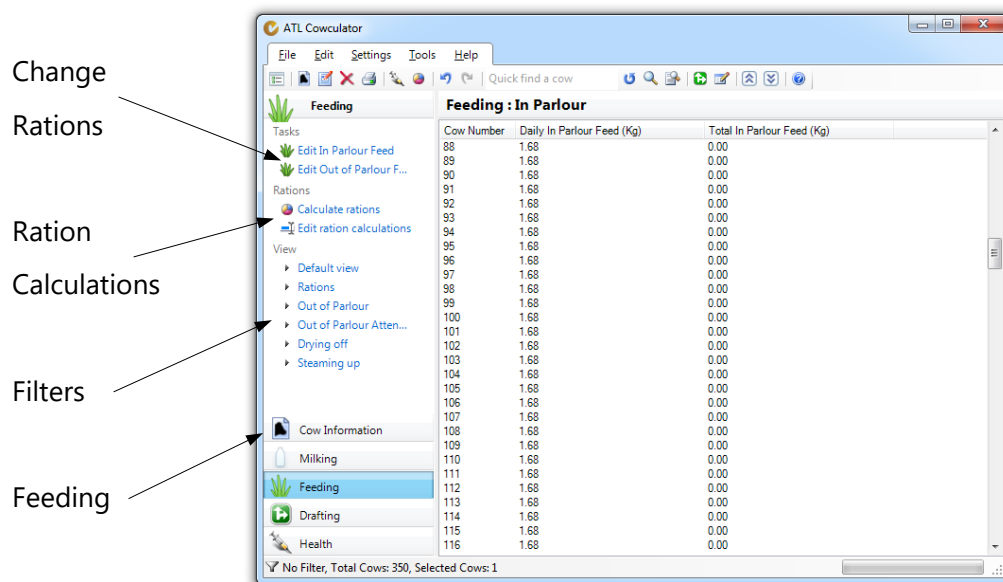 Change
Rations
Ration
Calculations
Filters
Feeding
ATL Cowculator
File Edit Settings Tools Help
Quick find a cow
Feeding
Tasks
Edit In Parlour Feed
Edit Out of Parlour F...
Rations
Calculate rations
Edit ration calculations
View
Default view
Rations
Out of Parlour
Out of Parlour Atten...
Drying off
Steaming up
Cow Information
Milking
Feeding
Drafting
Health
Feeding : In Parlour
Cow Number Daily In Parlour Feed (Kg) Total In Parlour Feed (Kg)
88 1.68 0.00
89 1.68 0.00
90 1.68 0.00
91 1.68 0.00
92 1.68 0.00
93 1.68 0.00
94 1.68 0.00
95 1.68 0.00
96 1.68 0.00
97 1.68 0.00
98 1.68 0.00
99 1.68 0.00
100 1.68 0.00
101 1.68 0.00
102 1.68 0.00
103 1.68 0.00
104 1.68 0.00
105 1.68 0.00
106 1.68 0.00
107 1.68 0.00
108 1.68 0.00
109 1.68 0.00
110 1.68 0.00
111 1.68 0.00
112 1.68 0.00
113 1.68 0.00
114 1.68 0.00
115 1.68 0.00
116 1.68 0.00
No Filter, Total Cows: 350, Selected Cows: 1